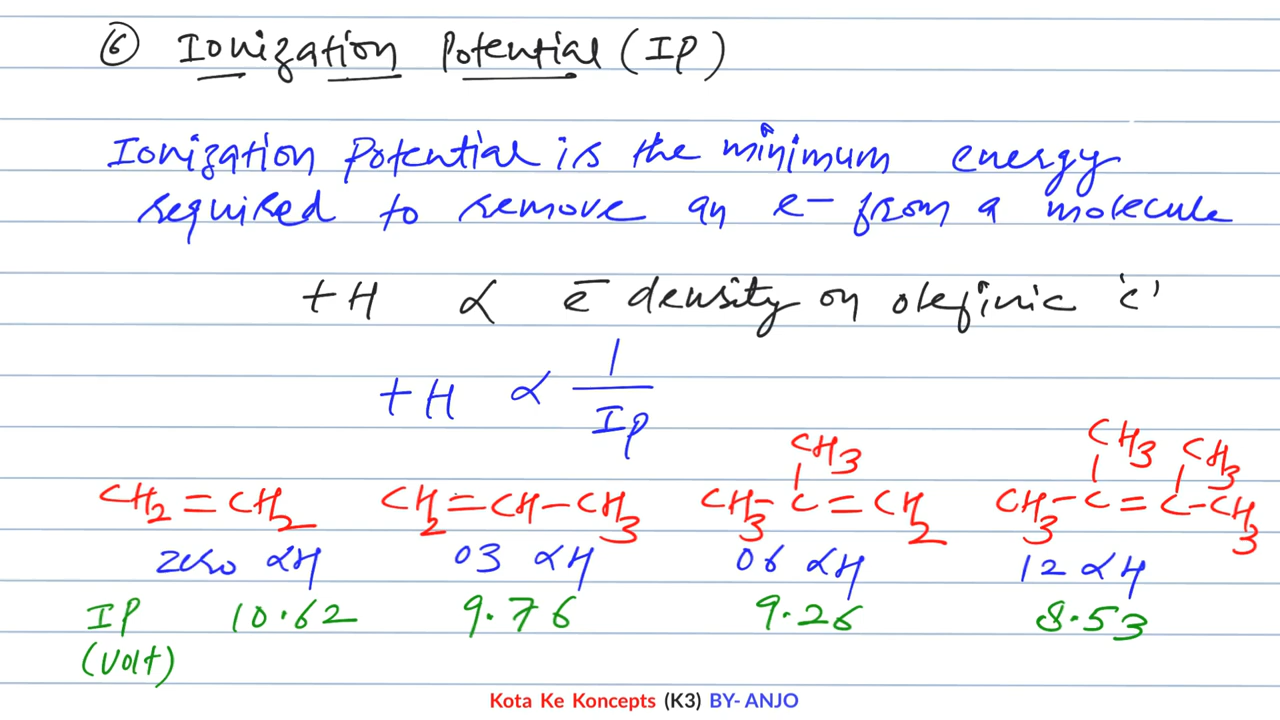 ⑥ Ionization Potential (IP)
Ionization Potential is the minimum energy
required to remove an e- from a molecule
+H ∝ ē density on olefinic 'c'
+H ∝ 1/IP
CH3 CH3 CH3
CH2=CH2 CH2=CH-CH3 CH3-C=CH2 CH3-C=C-CH3
zero αH 03 αH 06 αH 12 αH
IP 10.62 9.76 9.26 8.53
(Volt)
Kota Ke Koncepts (K3) BY- ANJO